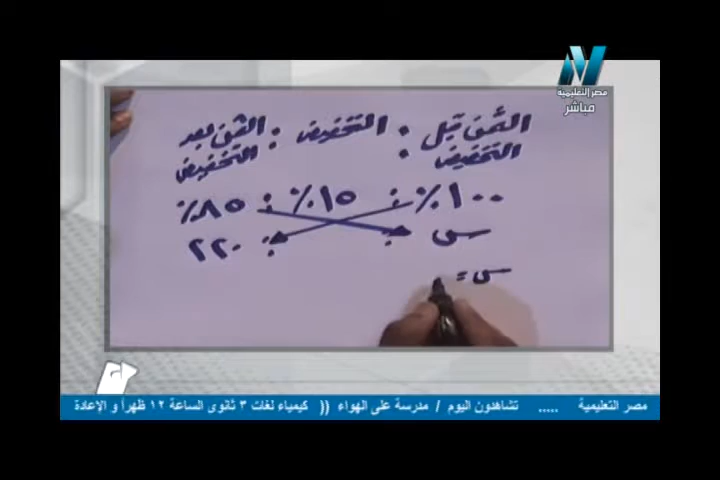 مصر التعليمية
مباشر
الثمن قبل : التخفيض : الثمن بعد
التخفيض : التخفيض
١٠٠٪ : ١٥٪ : ٨٥٪
س : : ٢٢٠
س =
مصر التعليمية ..... تشاهدون اليوم / مدرسة على الهواء (( كيمياء لغات ٣ ثانوى الساعة ١٢ ظهراً و الإعادة